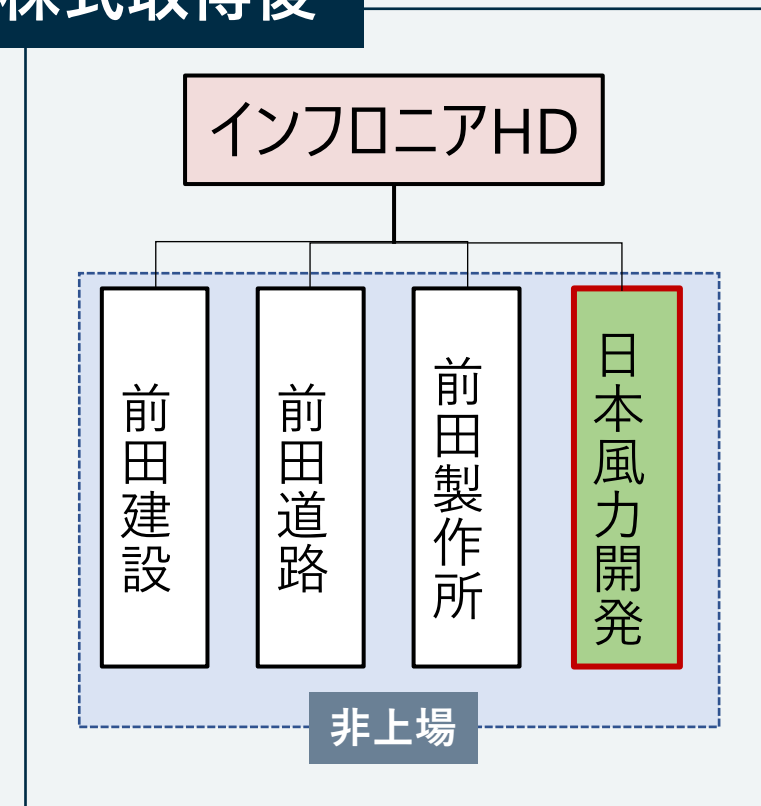 株式取得後
インフロニアHD
前田建設
前田道路
前田製作所
日本風力開発
非上場